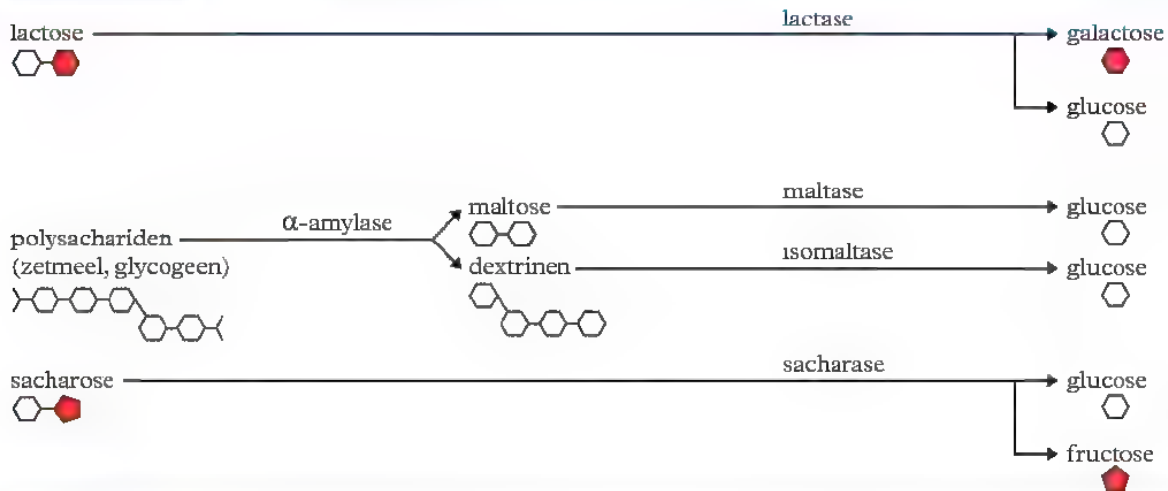 lactose
lactase
galactose
glucose
polysachariden
(zetmeel, glycogeen)
α-amylase
maltose
maltase
glucose
dextrinen
isomaltase
glucose
sacharose
sacharase
glucose
fructose